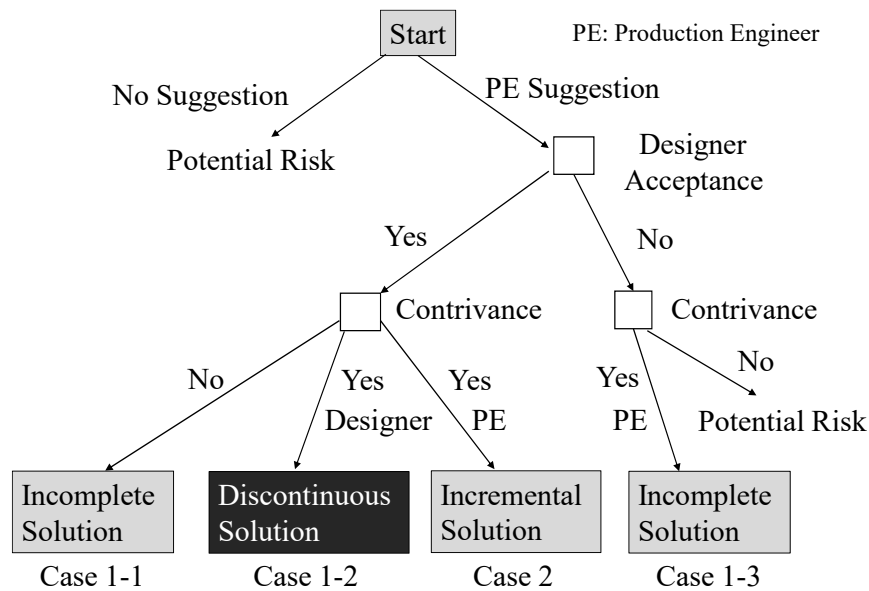 Start
PE: Production Engineer
No Suggestion
PE Suggestion
Potential Risk
Designer
Acceptance
Yes
No
Contrivance
Contrivance
No
Yes
Designer
Yes
PE
Yes
PE
No
Potential Risk
Incomplete
Solution
Discontinuous
Solution
Incremental
Solution
Incomplete
Solution
Case 1-1
Case 1-2
Case 2
Case 1-3